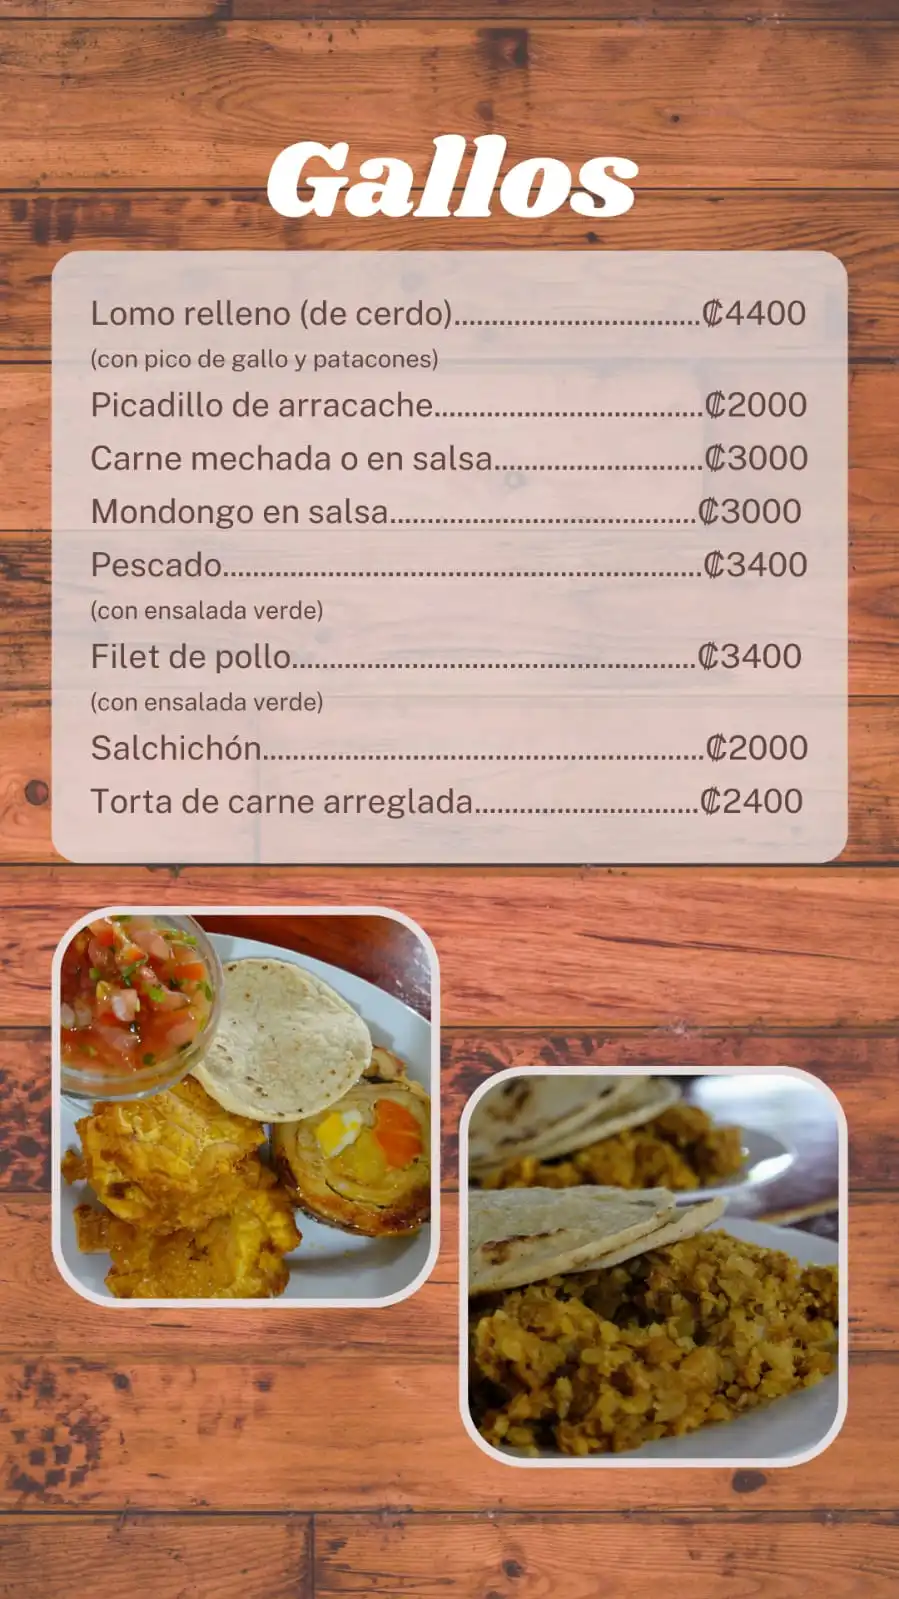 Gallos
Lomo relleno (de cerdo)..................................₡4400
(con pico de gallo y patacones)
Picadillo de arracache....................................₡2000
Carne mechada o en salsa............................₡3000
Mondongo en salsa.........................................₡3000
Pescado................................................................₡3400
(con ensalada verde)
Filet de pollo......................................................₡3400
(con ensalada verde)
Salchichón...........................................................₡2000
Torta de carne arreglada..............................₡2400